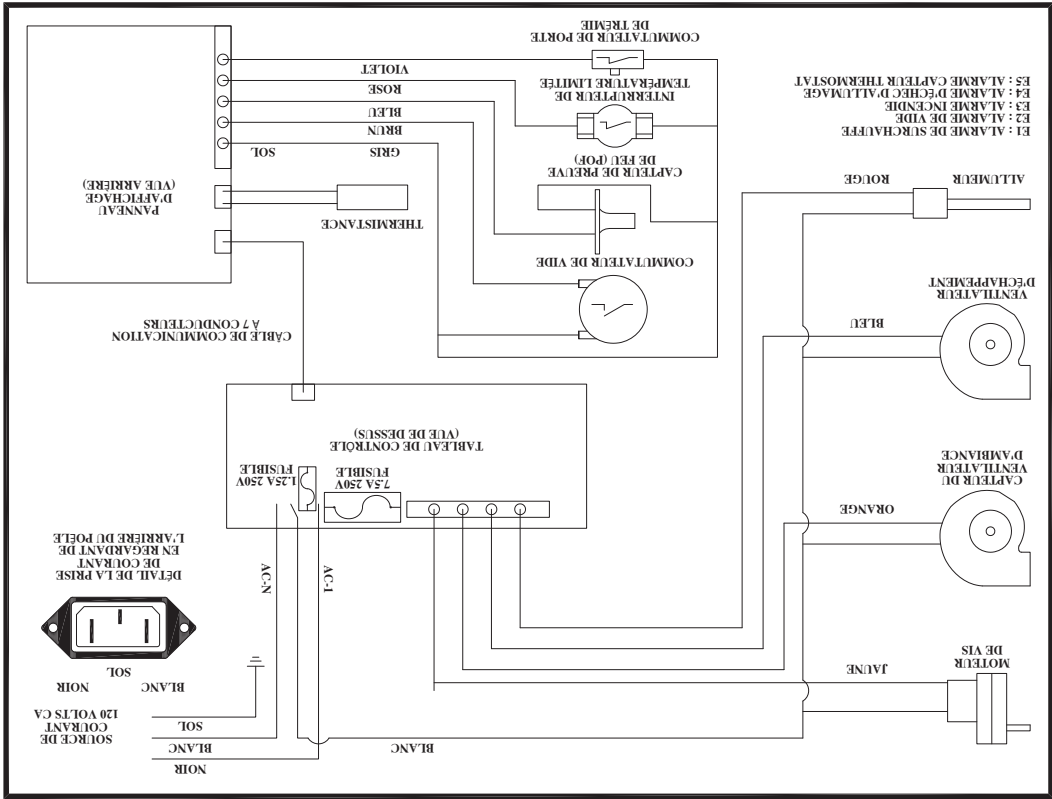 NOIR
BLANC
SOL
SOURCE DE
COURANT
120 VOLTS CA
BLANC
MOTEUR
DE VIS
JAUNE
BLANC
NOIR
SOL
DÉTAIL DE LA PRISE
DE COURANT
EN REGARDANT DE
L'ARRIÈRE DU POÊLE
AC-1
AC-N
ORANGE
CAPTEUR DU
VENTILATEUR
D'AMBIANCE
7.5A 250V
FUSIBLE
1.25A 250V
FUSIBLE
TABLEAU DE CONTRÔLE
(VUE DE DESSUS)
CÂBLE DE COMMUNICATION
À 7 CONDUCTEURS
BLEU
VENTILATEUR
D'ÉCHAPPEMENT
COMMUTATEUR DE VIDE
THERMISTANCE
PANNEAU
D'AFFICHAGE
(VUE ARRIÈRE)
ALLUMEUR
ROUGE
CAPTEUR DE PREUVE
DE FEU (POF)
GRIS
SOL
BRUN
BLEU
ROSE
VIOLET
E1 : ALARME DE SURCHAUFFE
E2 : ALARME DE VIDE
E3 : ALARME INCENDIE
E4 : ALARME D'ÉCHEC D'ALLUMAGE
E5 : ALARME CAPTEUR THERMOSTAT
INTERRUPTEUR DE
TEMPÉRATURE LIMITÉE
COMMUTATEUR DE PORTE
DE TRÉMIE